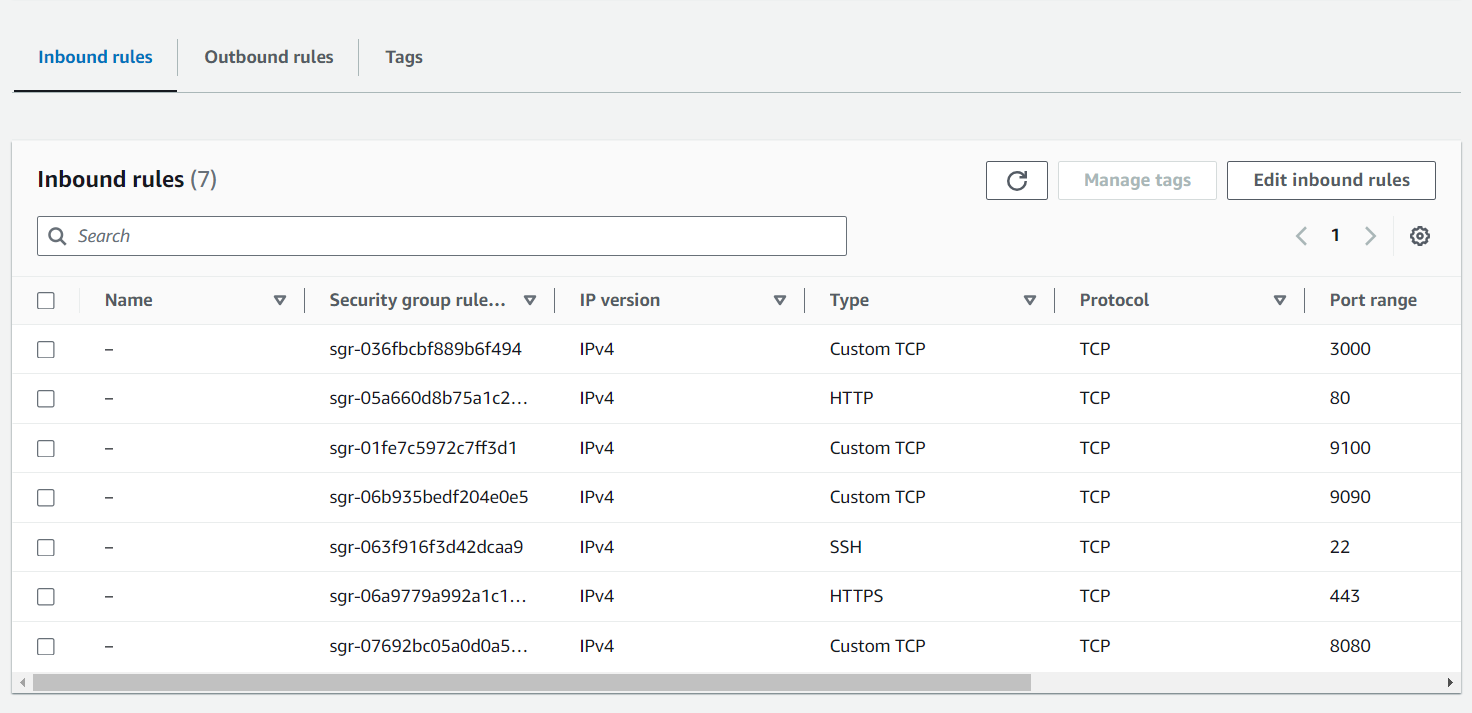 Inbound rules Outbound rules Tags
Inbound rules (7) Manage tags Edit inbound rules
Search 1
Name Security group rule... IP version Type Protocol Port range
– sgr-036fbcbf889b6f494 IPv4 Custom TCP TCP 3000
– sgr-05a660d8b75a1c2... IPv4 HTTP TCP 80
– sgr-01fe7c5972c7ff3d1 IPv4 Custom TCP TCP 9100
– sgr-06b935bedf204e0e5 IPv4 Custom TCP TCP 9090
– sgr-063f916f3d42dcaa9 IPv4 SSH TCP 22
– sgr-06a9779a992a1c1... IPv4 HTTPS TCP 443
– sgr-07692bc05a0d0a5... IPv4 Custom TCP TCP 8080